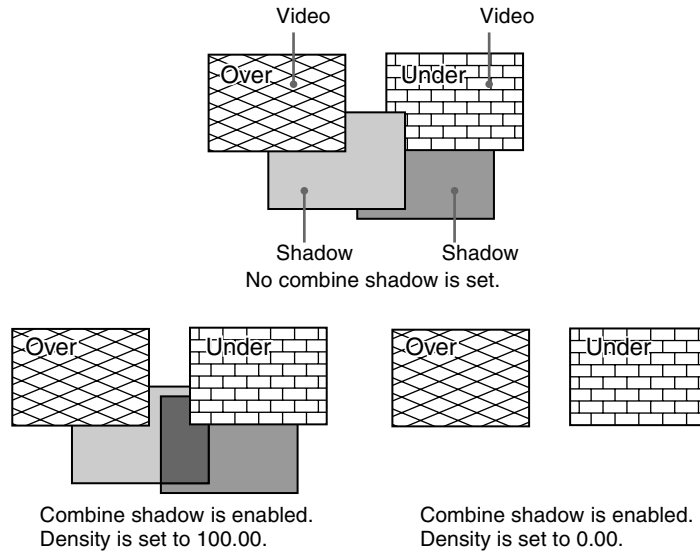 Video Video
Over Under
Shadow Shadow
No combine shadow is set.
Over Under Over Under
Combine shadow is enabled.
Density is set to 100.00.
Combine shadow is enabled.
Density is set to 0.00.